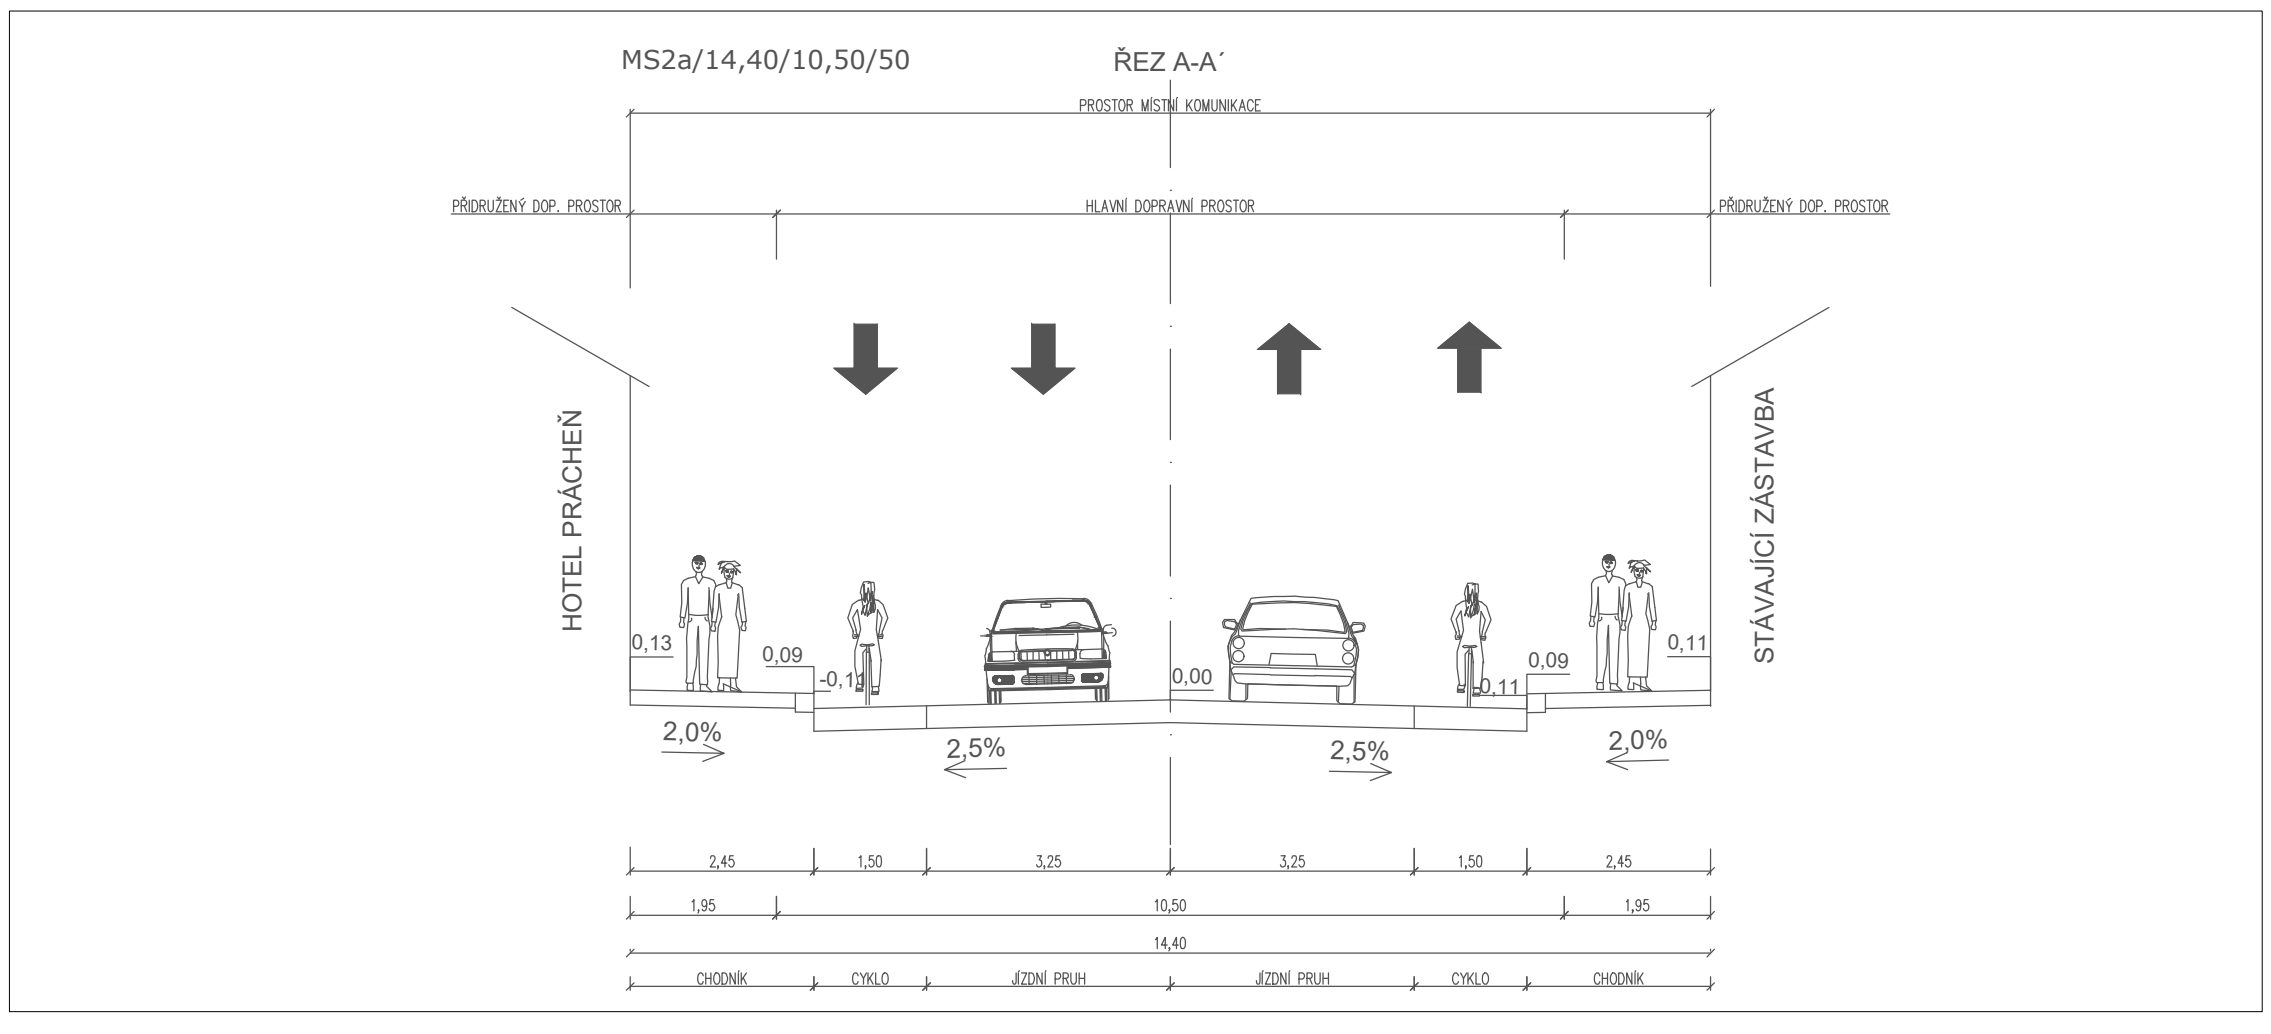 MS2a/14,40/10,50/50
ŘEZ A-A´
PROSTOR MÍSTNÍ KOMUNIKACE
PŘIDRUŽENÝ DOP. PROSTOR
HLAVNÍ DOPRAVNÍ PROSTOR
PŘIDRUŽENÝ DOP. PROSTOR
HOTEL PRÁCHEŇ
STÁVAJÍCÍ ZÁSTAVBA
0,13
0,09
-0,11
0,00
0,11
0,09
0,11
2,0%
2,5%
2,5%
2,0%
2,45 1,50 3,25 3,25 1,50 2,45
1,95 10,50 1,95
14,40
CHODNÍK CYKLO JÍZDNÍ PRUH JÍZDNÍ PRUH CYKLO CHODNÍK